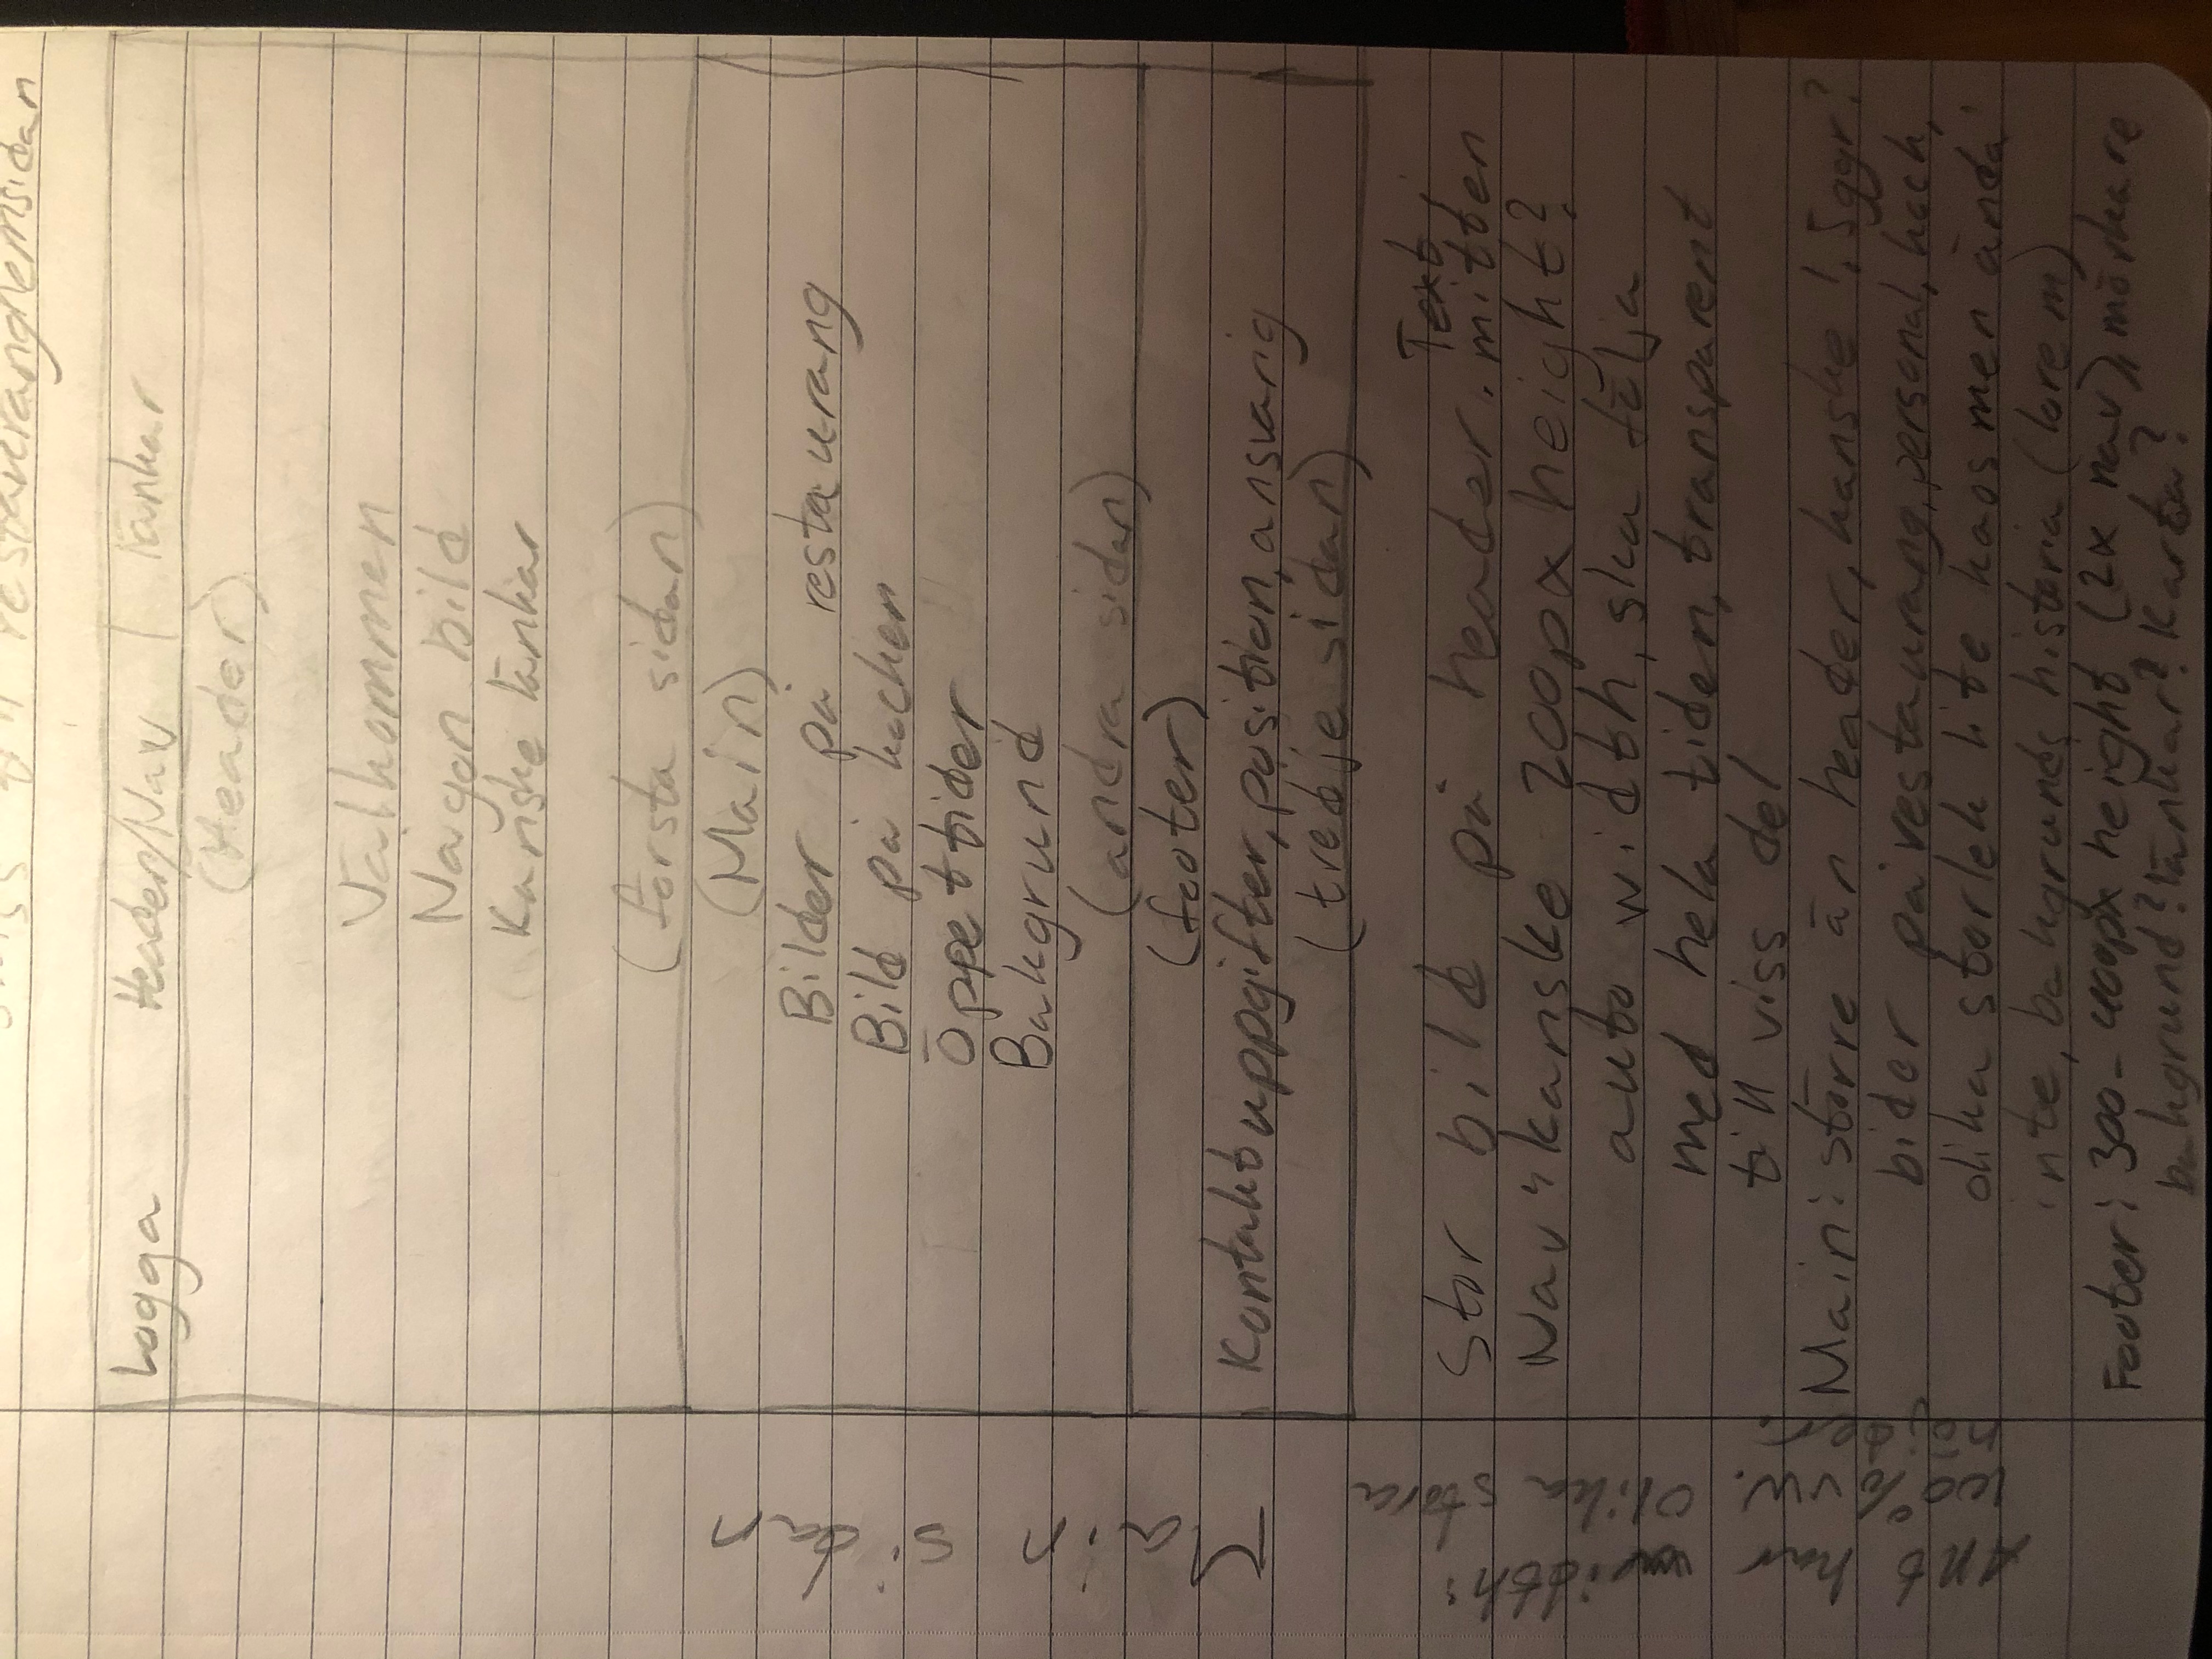 till restauranghemsidan
Logga Header/Nav | länkar
(Header)
Välkommen
Någon bild
Kanske länkar
(första sidan)
(Main)
Bilder på restaurang
Bild på kocken
Öppettider
Bakgrund
(andra sidan)
(footer)
Kontaktuppgifter, position, ansvarig
(tredje sidan)
Main sidan
Stor bild på header. Text i mitten
Nav: kanske 200px height?
auto width, ska följa
med hela tiden, transparent
till viss del
Main: större än header, kanske 1.5ggr?
bider på restaurang, personal, kock,
olika storlek lite kaos men ändå
inte, bakgrunds historia (lorem)
Footer: 300-400px height (2x nav), mörkare
bakgrund? länkar? Karta?
Allt har width:
100% vw. Olika stora
höjder.